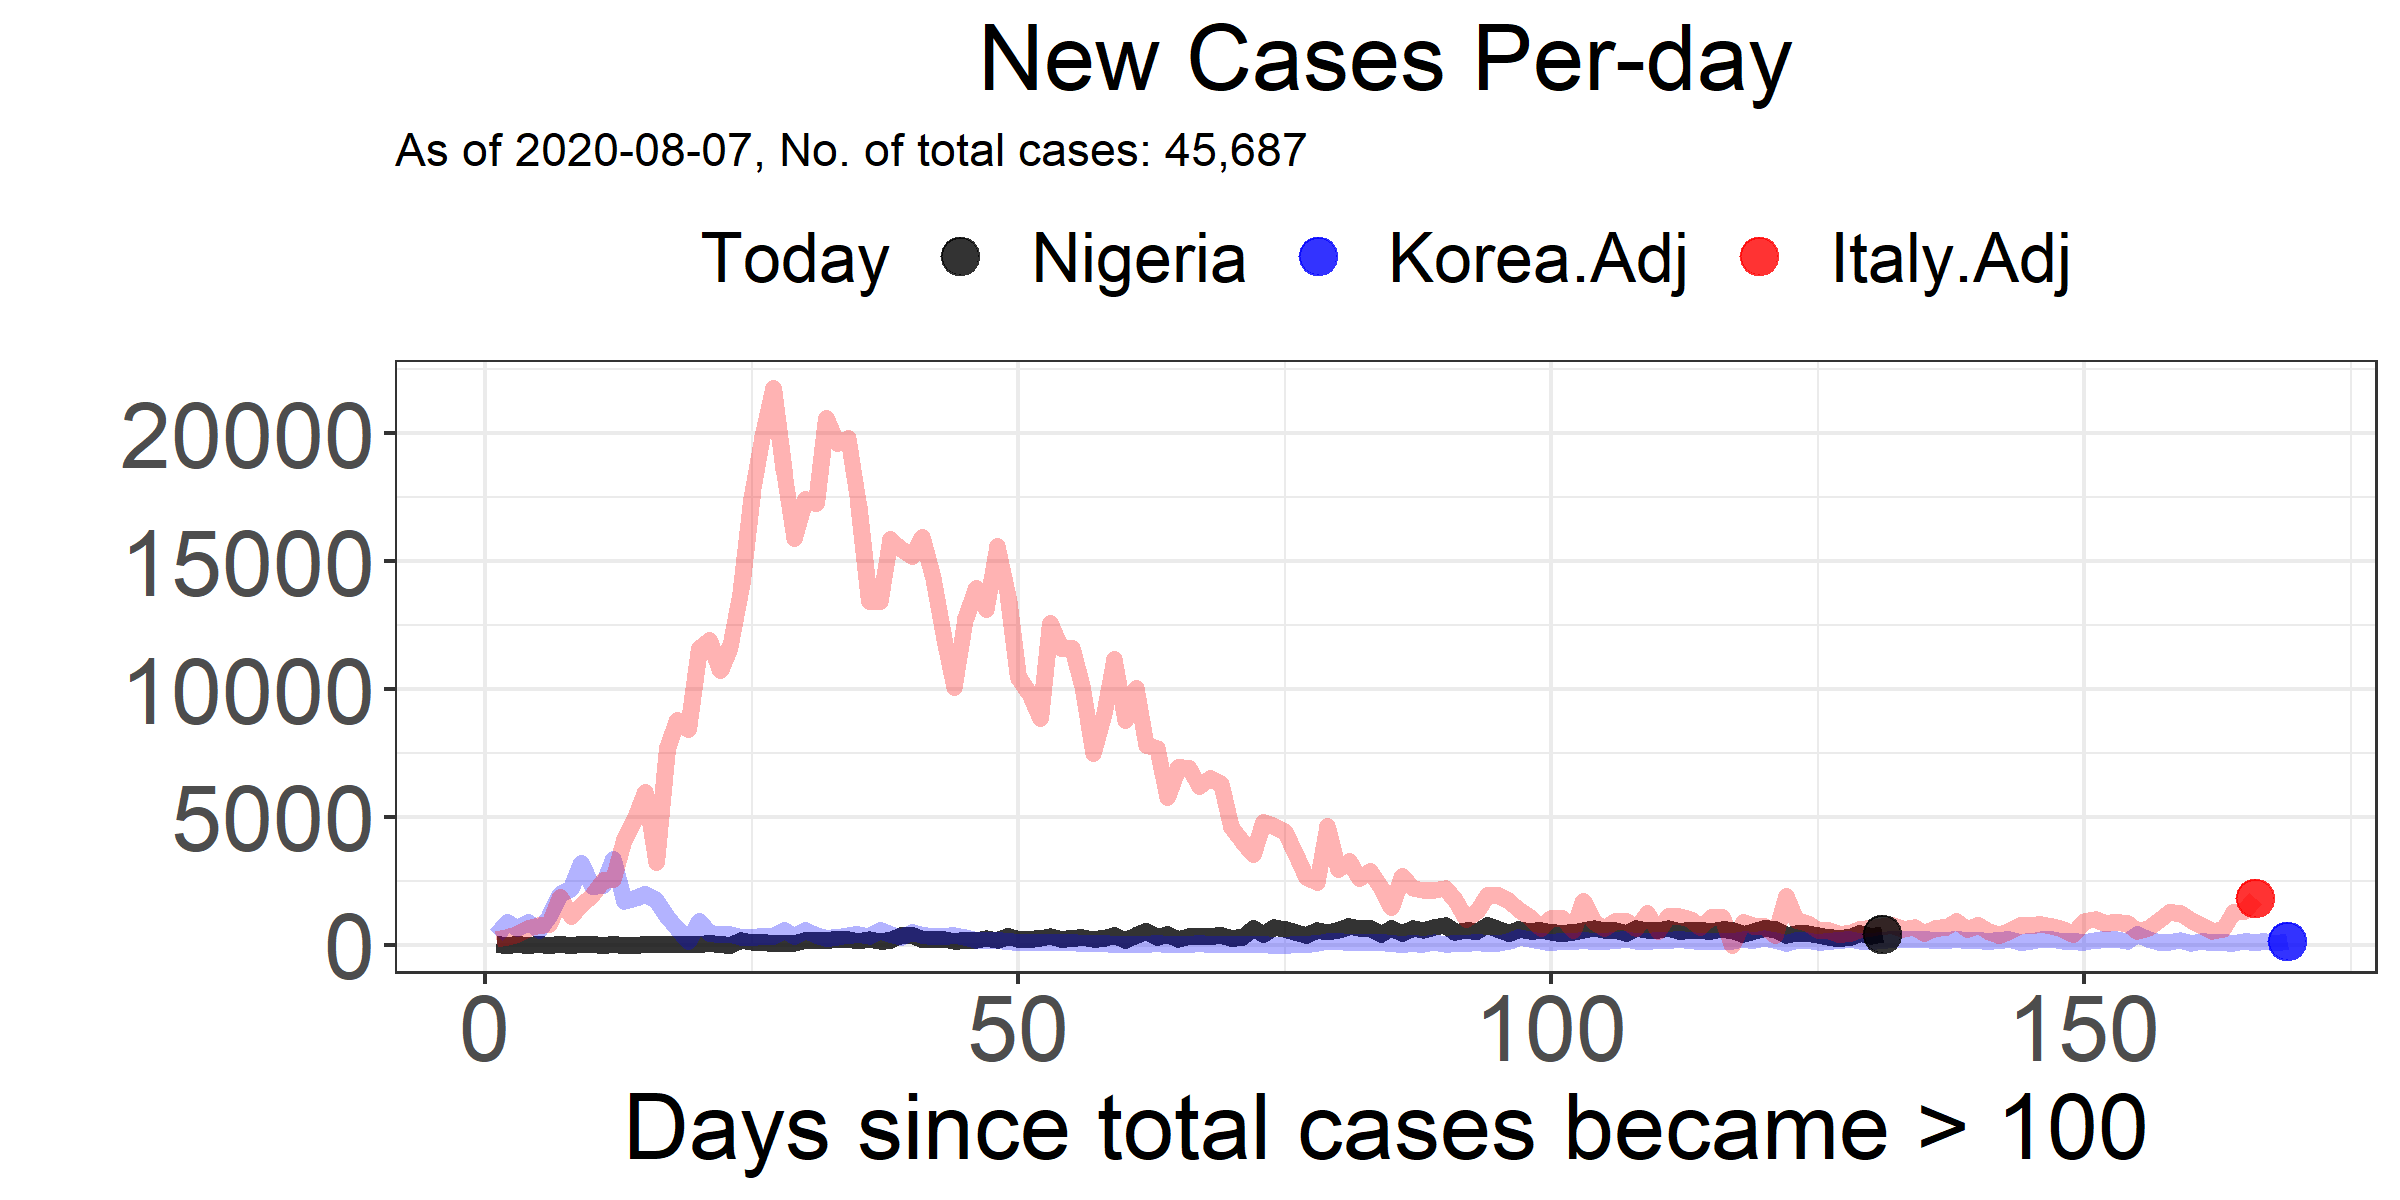 New Cases Per-day
As of 2020-08-07, No. of total cases: 45,687
Today Nigeria Korea.Adj Italy.Adj
20000
15000
10000
5000
0
0 50 100 150
Days since total cases became > 100